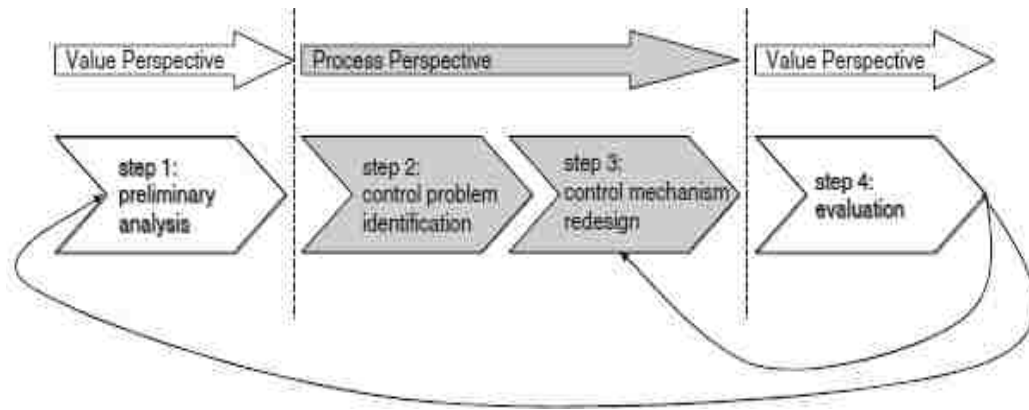 Value Perspective
Process Perspective
Value Perspective
step 1:
preliminary
analysis
step 2:
control problem
identification
step 3:
control mechanism
redesign
step 4:
evaluation